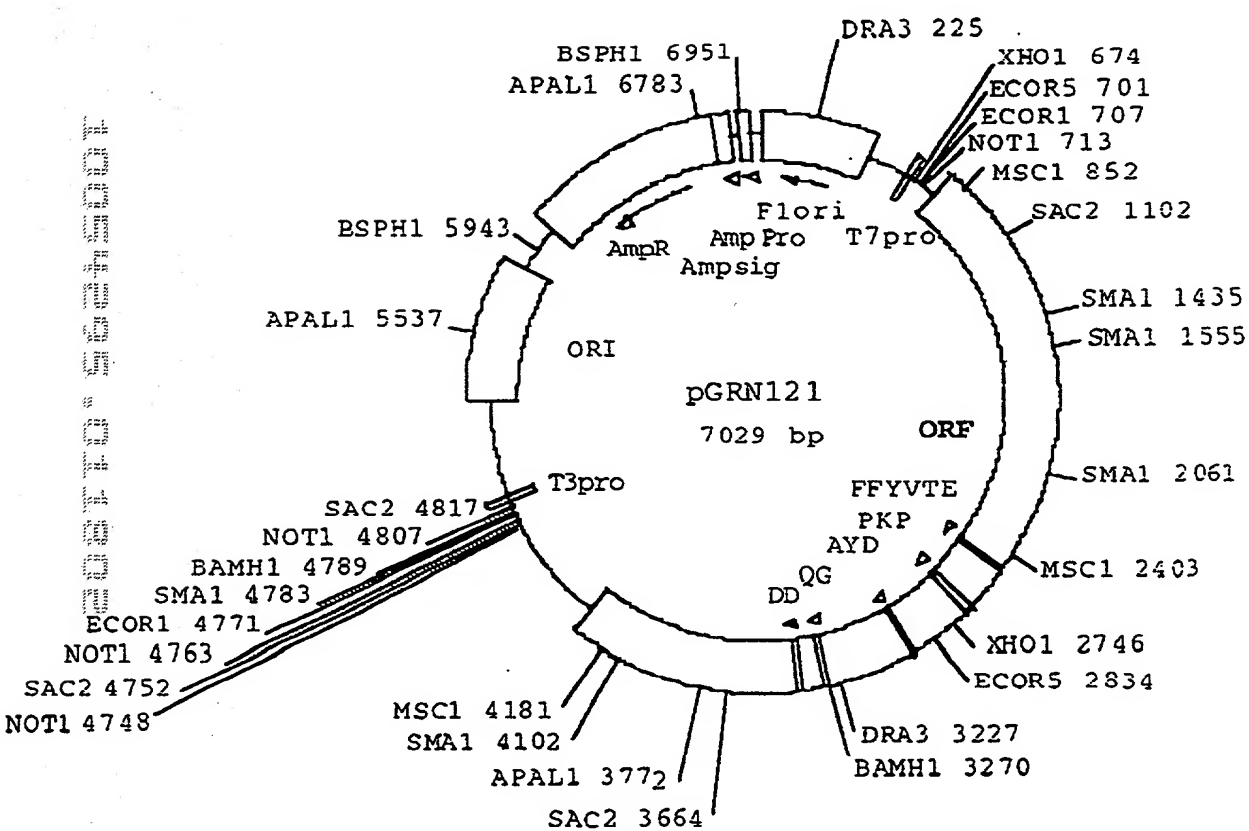 DRA3 225
BSPH1 6951
XHO1 674
APAL1 6783
ECOR5 701
ECOR1 707
NOT1 713
MSC1 852
SAC2 1102
BSPH1 5943
F1ori
AmpR
Amp Pro
T7pro
Ampsig
SMA1 1435
APAL1 5537
SMA1 1555
ORI
pGRN121
7029 bp
ORF
SMA1 2061
T3pro
FFYVTE
SAC2 4817
PKP
NOT1 4807
AYD
BAMH1 4789
MSC1 2403
QG
SMA1 4783
DD
ECOR1 4771
XHO1 2746
NOT1 4763
ECOR5 2834
SAC2 4752
NOT1 4748
MSC1 4181
DRA3 3227
SMA1 4102
BAMH1 3270
APAL1 3772
SAC2 3664